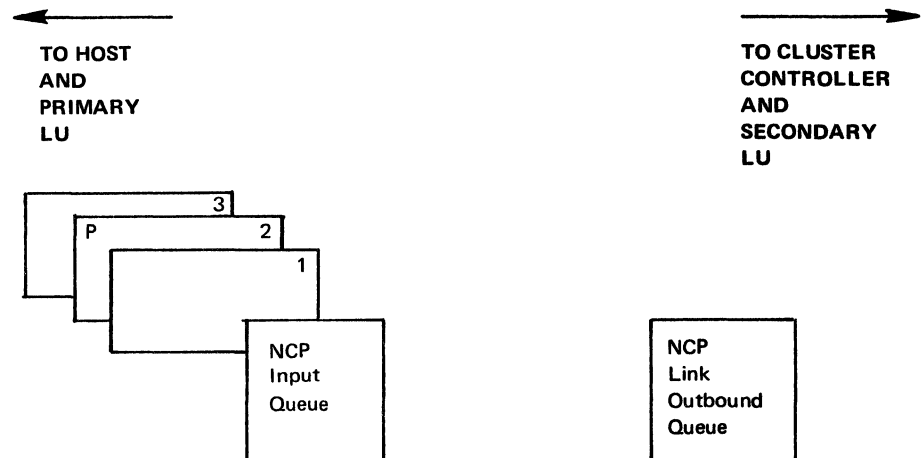 TO HOST
AND
PRIMARY
LU
TO CLUSTER
CONTROLLER
AND
SECONDARY
LU
3
P 2
1
NCP
Input
Queue
NCP
Link
Outbound
Queue